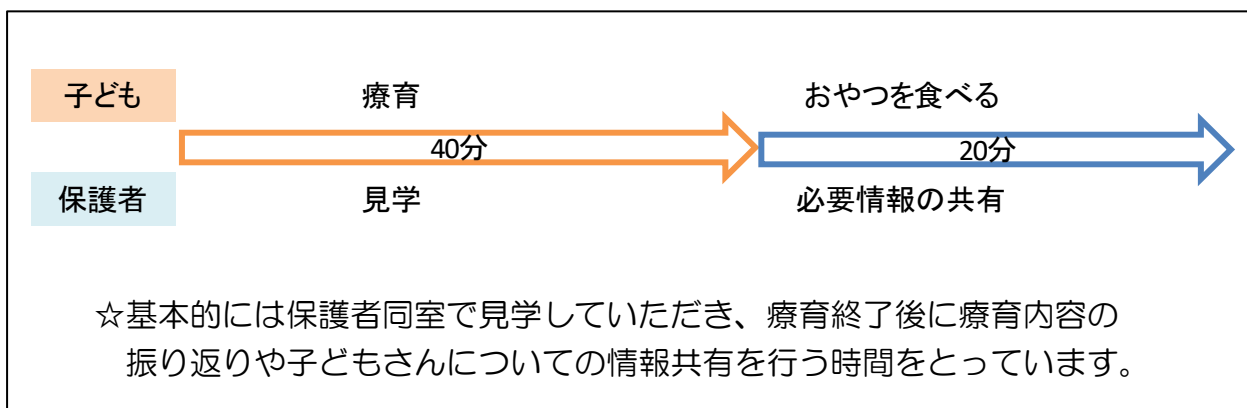 子ども 療育 おやつを食べる
40分 20分
保護者 見学 必要情報の共有
☆基本的には保護者同室で見学していただき、療育終了後に療育内容の
振り返りや子どもさんについての情報共有を行う時間をとっています。